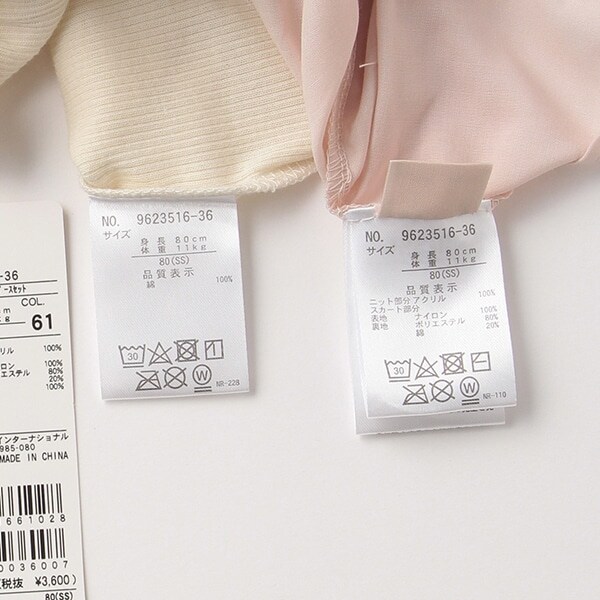 NO. 9623516-36
サイズ
身 長 80cm
体 重 11kg
80(SS)
品質表示
綿 100%
30
W
NR-228
NO. 9623516-36
サイズ
身 長 80cm
体 重 11kg
80(SS)
品質表示
ニット部分 アクリル 100%
スカート部分
表地 ナイロン 100%
裏地 ポリエステル 80%
綿 20%
30
W
NR-110
-36
ースセット
cm COL.
kg 61
リル 100%
ロン 100%
エステル 80%
20%
100%
インターナショナル
985-080
MADE IN CHINA
661028
0036007
(税抜 ¥3,600)
80(SS)